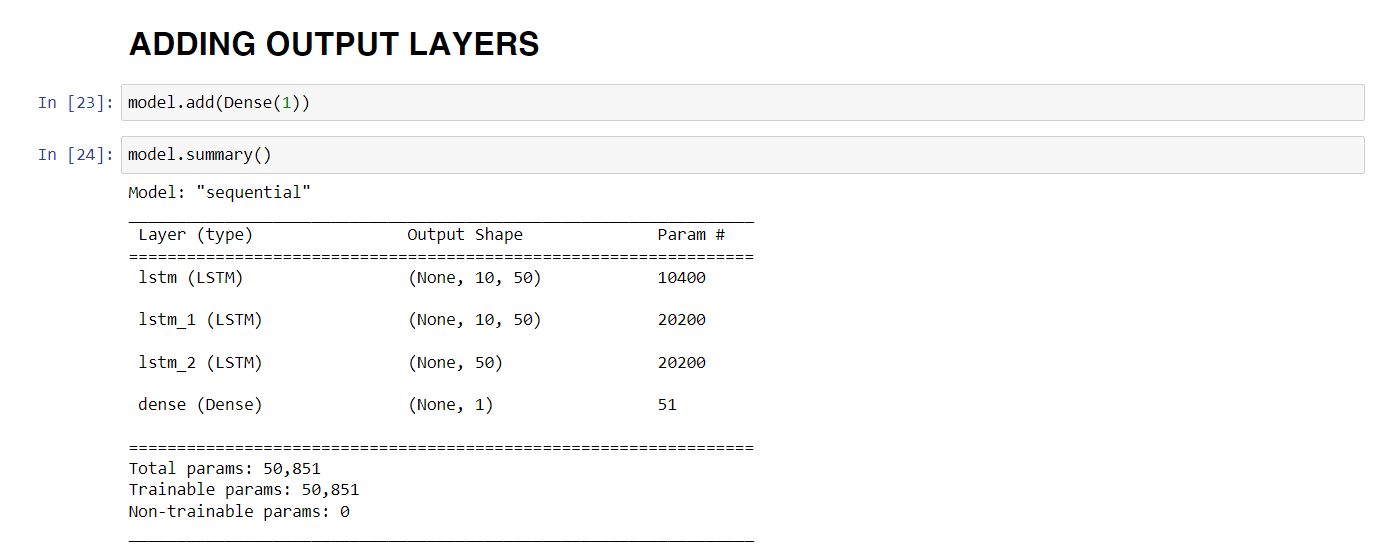 ADDING OUTPUT LAYERS
In [23]: model.add(Dense(1))
In [24]: model.summary()
Model: "sequential"
_________________________________________________________________
Layer (type) Output Shape Param #
=================================================================
lstm (LSTM) (None, 10, 50) 10400
lstm_1 (LSTM) (None, 10, 50) 20200
lstm_2 (LSTM) (None, 50) 20200
dense (Dense) (None, 1) 51
=================================================================
Total params: 50,851
Trainable params: 50,851
Non-trainable params: 0
_________________________________________________________________